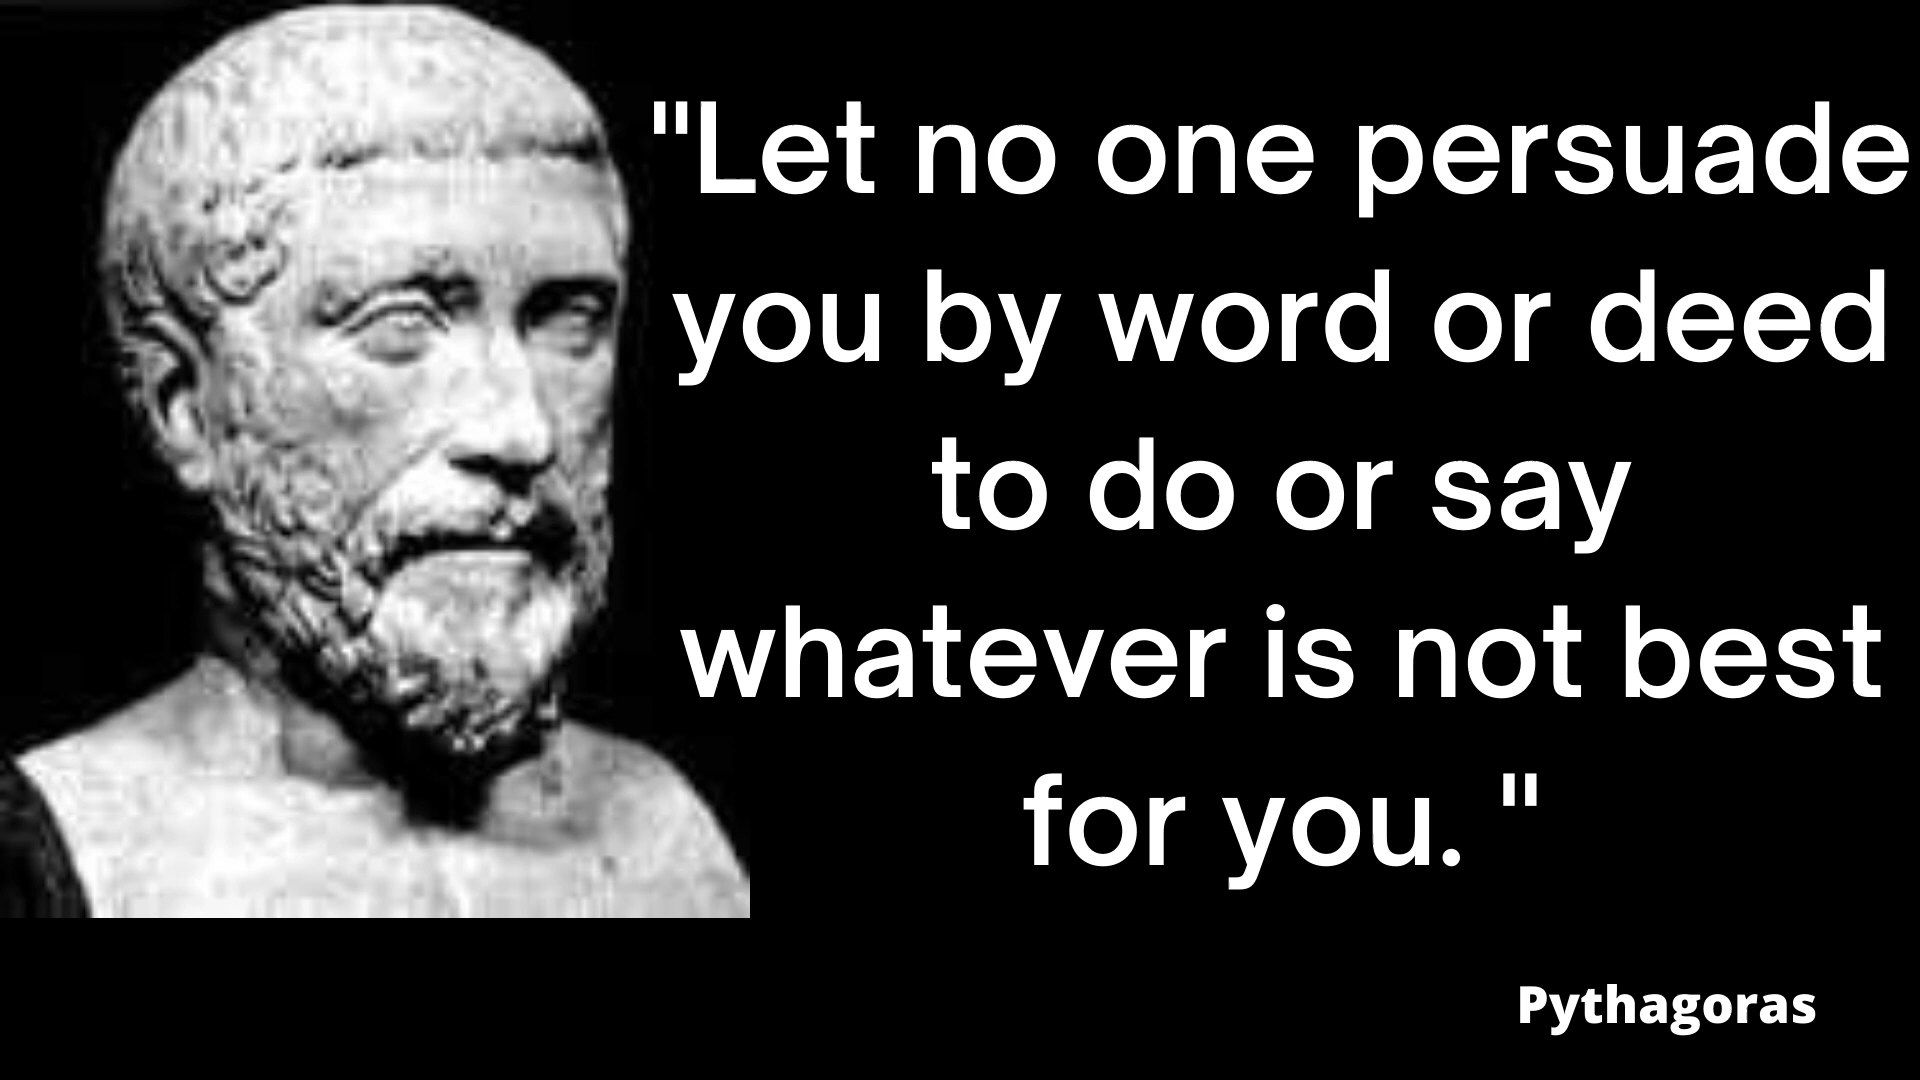 "Let no one persuade
you by word or deed
to do or say
whatever is not best
for you. "
Pythagoras